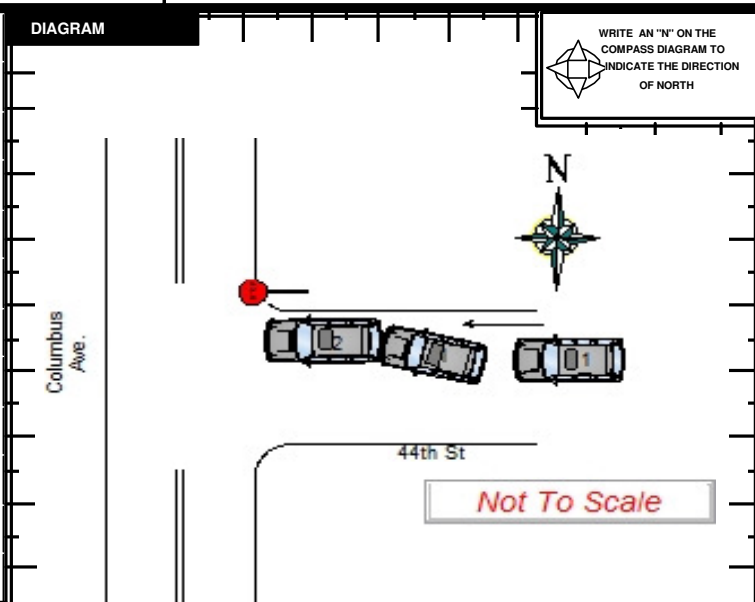 DIAGRAM
WRITE AN "N" ON THE
COMPASS DIAGRAM TO
INDICATE THE DIRECTION
OF NORTH
N
Columbus
Ave.
2
1
44th St
Not To Scale